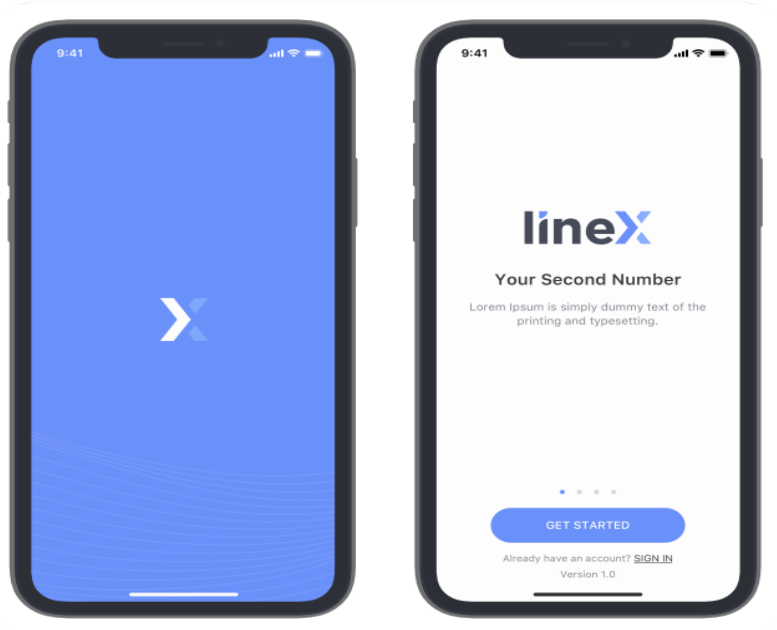 9:41
X
9:41
lineX
Your Second Number
Lorem Ipsum is simply dummy text of the
printing and typesetting.
GET STARTED
Already have an account? SIGN IN
Version 1.0